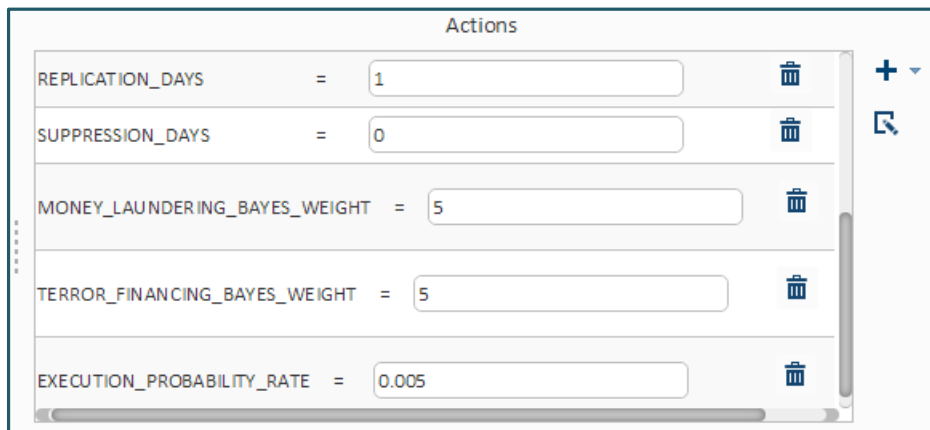 Actions
REPLICATION_DAYS = 1
SUPPRESSION_DAYS = 0
MONEY_LAUNDERING_BAYES_WEIGHT = 5
TERROR_FINANCING_BAYES_WEIGHT = 5
EXECUTION_PROBABILITY_RATE = 0.005